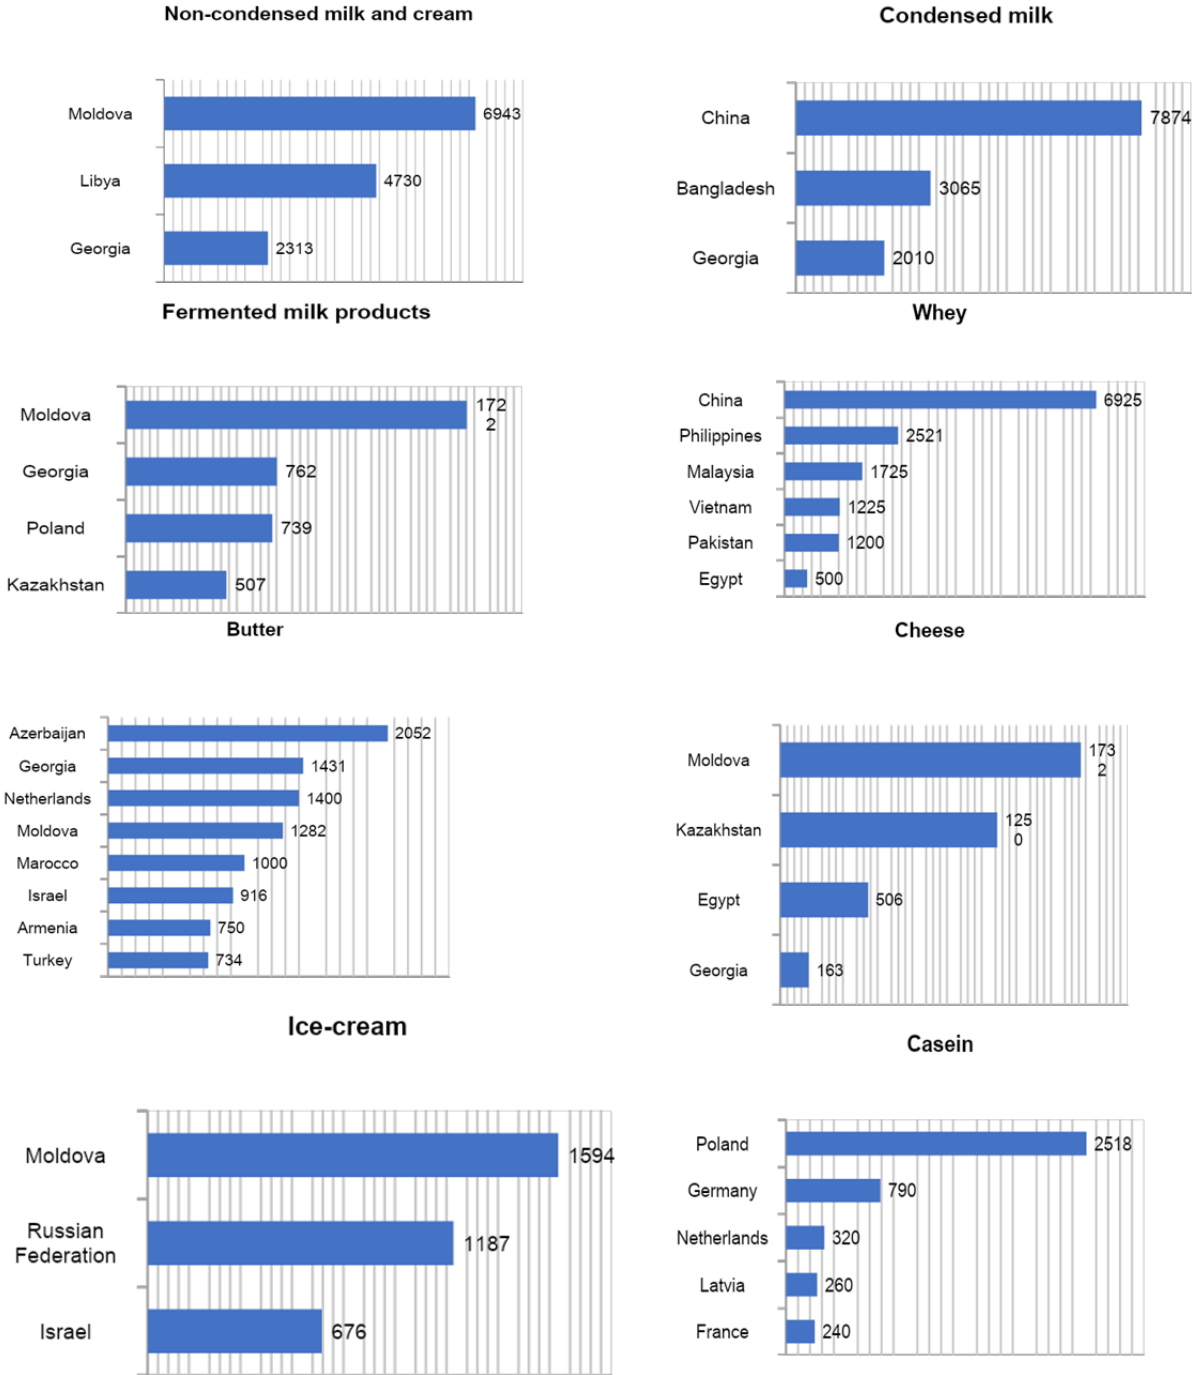 Non-condensed milk and cream
Moldova
6943
Libya
4730
Georgia
2313
Condensed milk
China
7874
Bangladesh
3065
Georgia
2010
Fermented milk products
Moldova
172
2
Georgia
762
Poland
739
Kazakhstan
507
Whey
China
6925
Philippines
2521
Malaysia
1725
Vietnam
1225
Pakistan
1200
Egypt
500
Butter
Azerbaijan
2052
Georgia
1431
Netherlands
1400
Moldova
1282
Marocco
1000
Israel
916
Armenia
750
Turkey
734
Cheese
Moldova
173
2
Kazakhstan
125
0
Egypt
506
Georgia
163
Ice-cream
Moldova
1594
Russian
Federation
1187
Israel
676
Casein
Poland
2518
Germany
790
Netherlands
320
Latvia
260
France
240